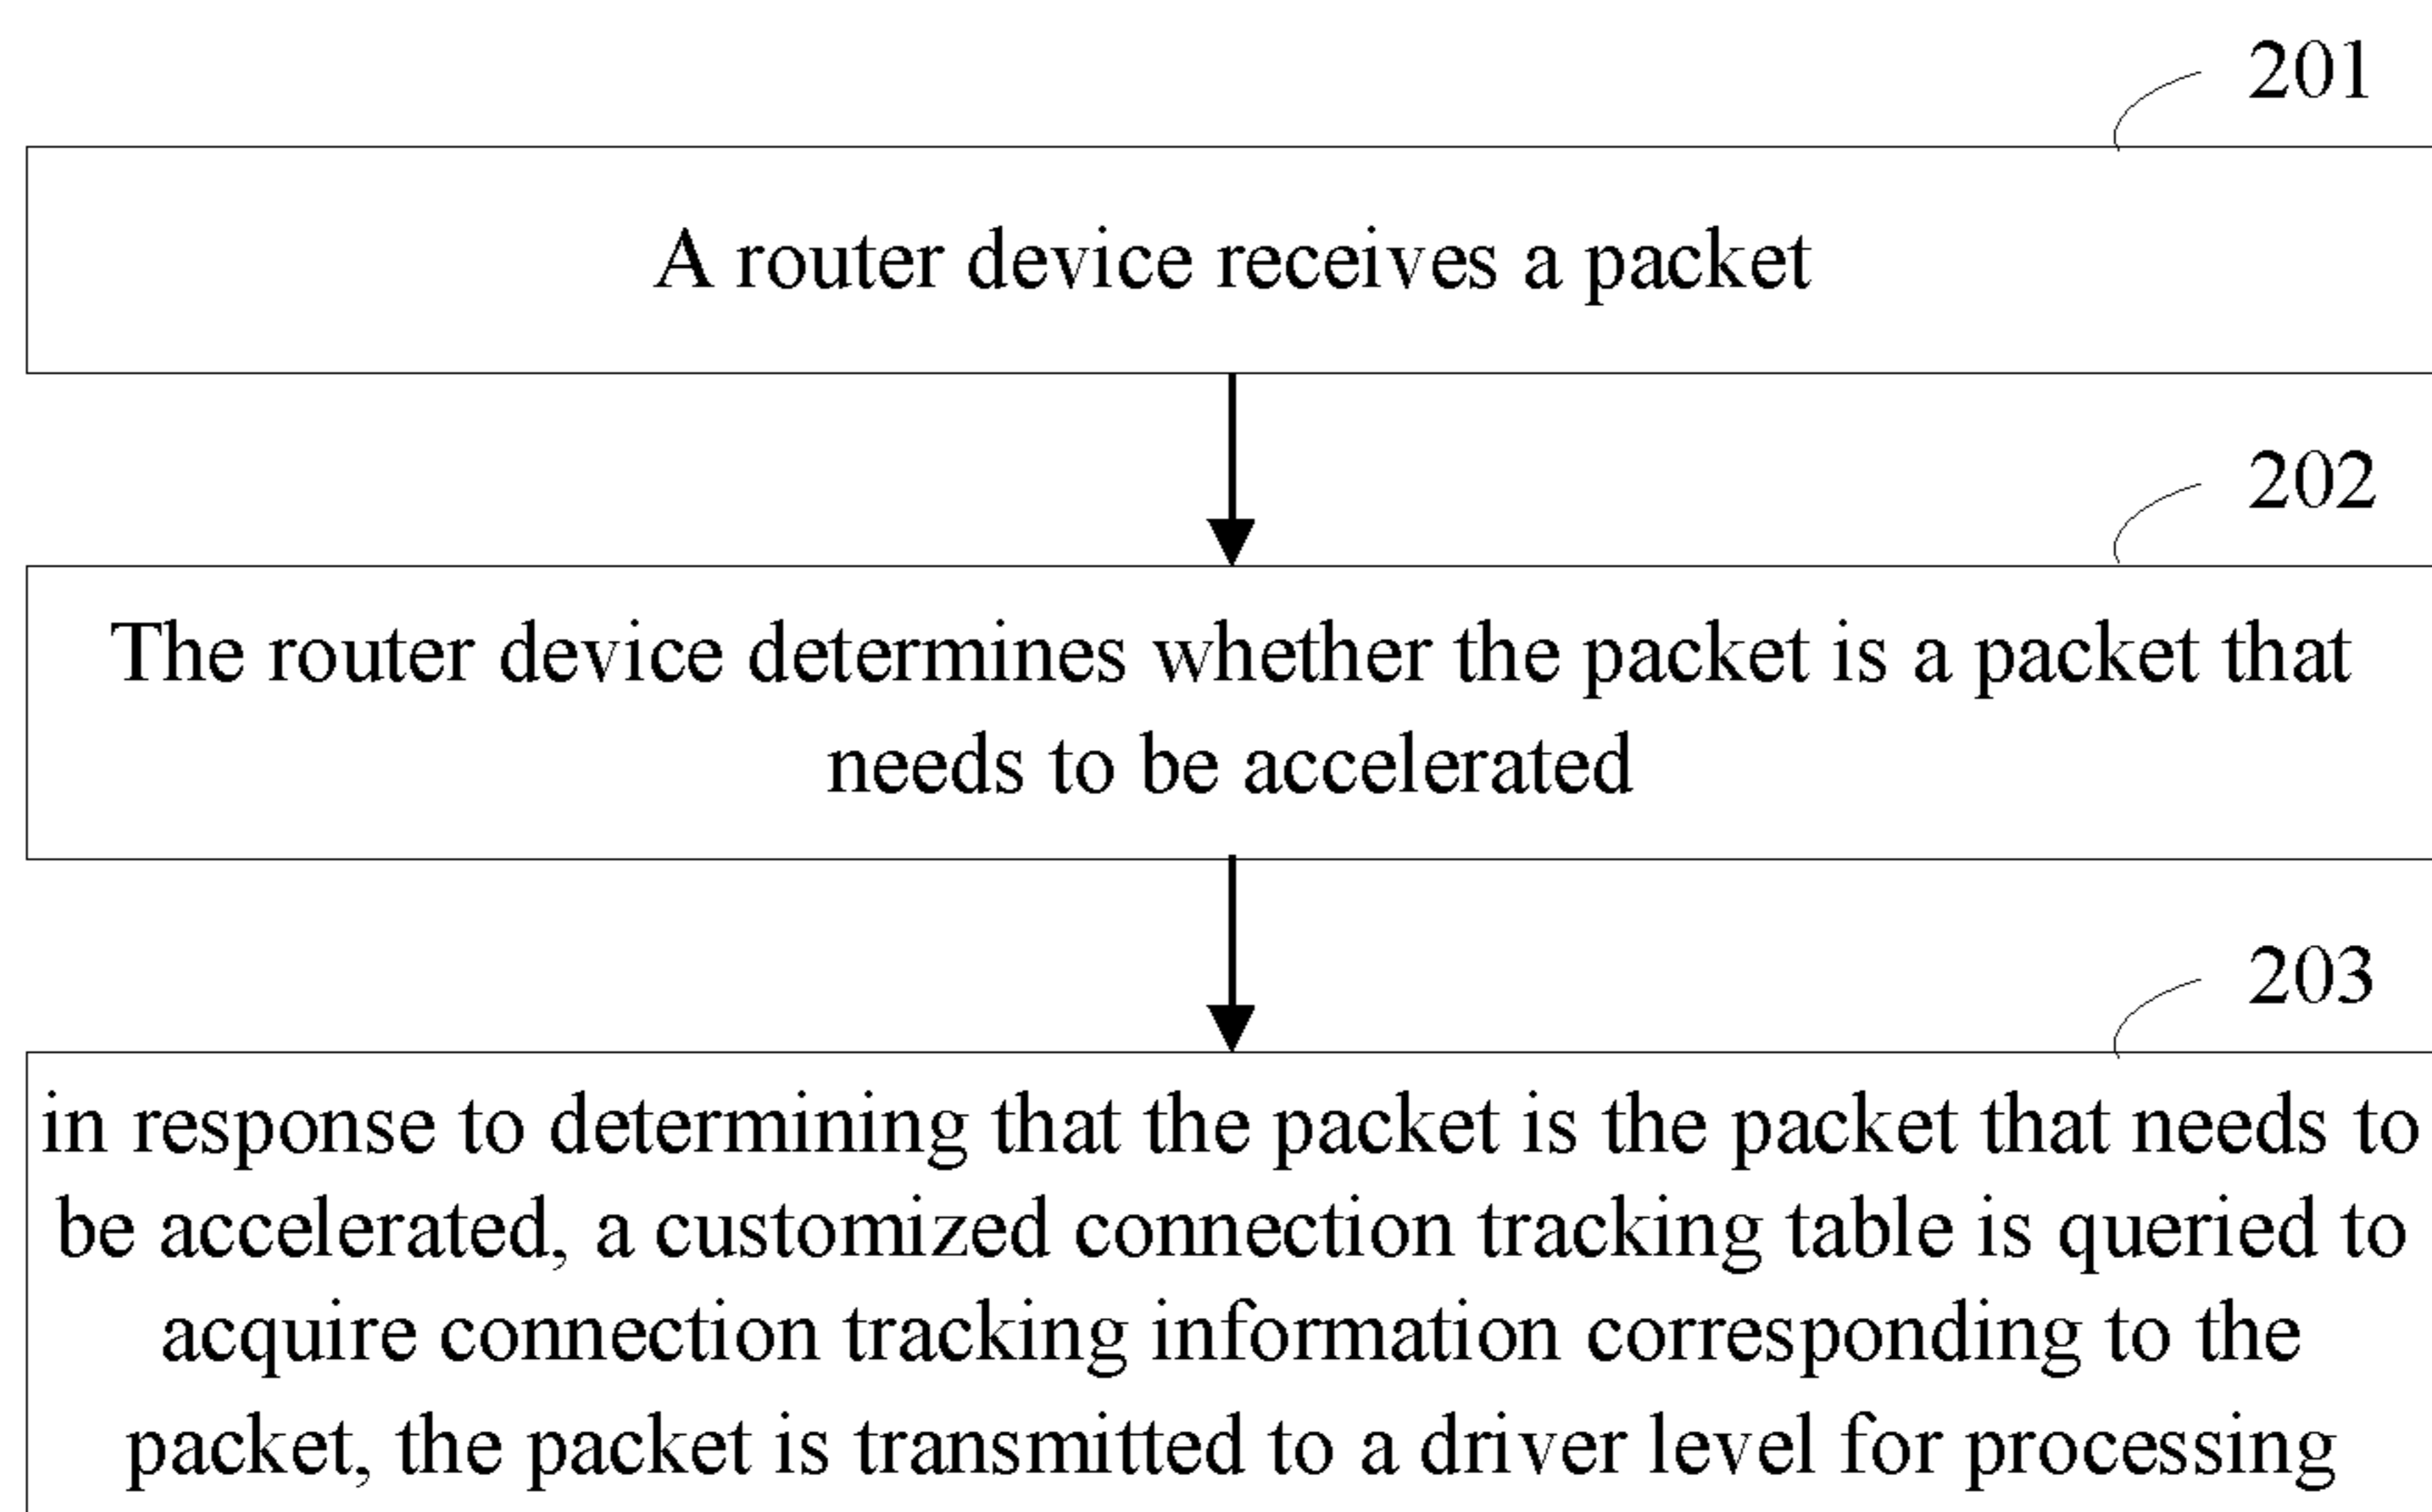 201
A router device receives a packet
202
The router device determines whether the packet is a packet that
needs to be accelerated
203
in response to determining that the packet is the packet that needs to
be accelerated, a customized connection tracking table is queried to
acquire connection tracking information corresponding to the
packet, the packet is transmitted to a driver level for processing